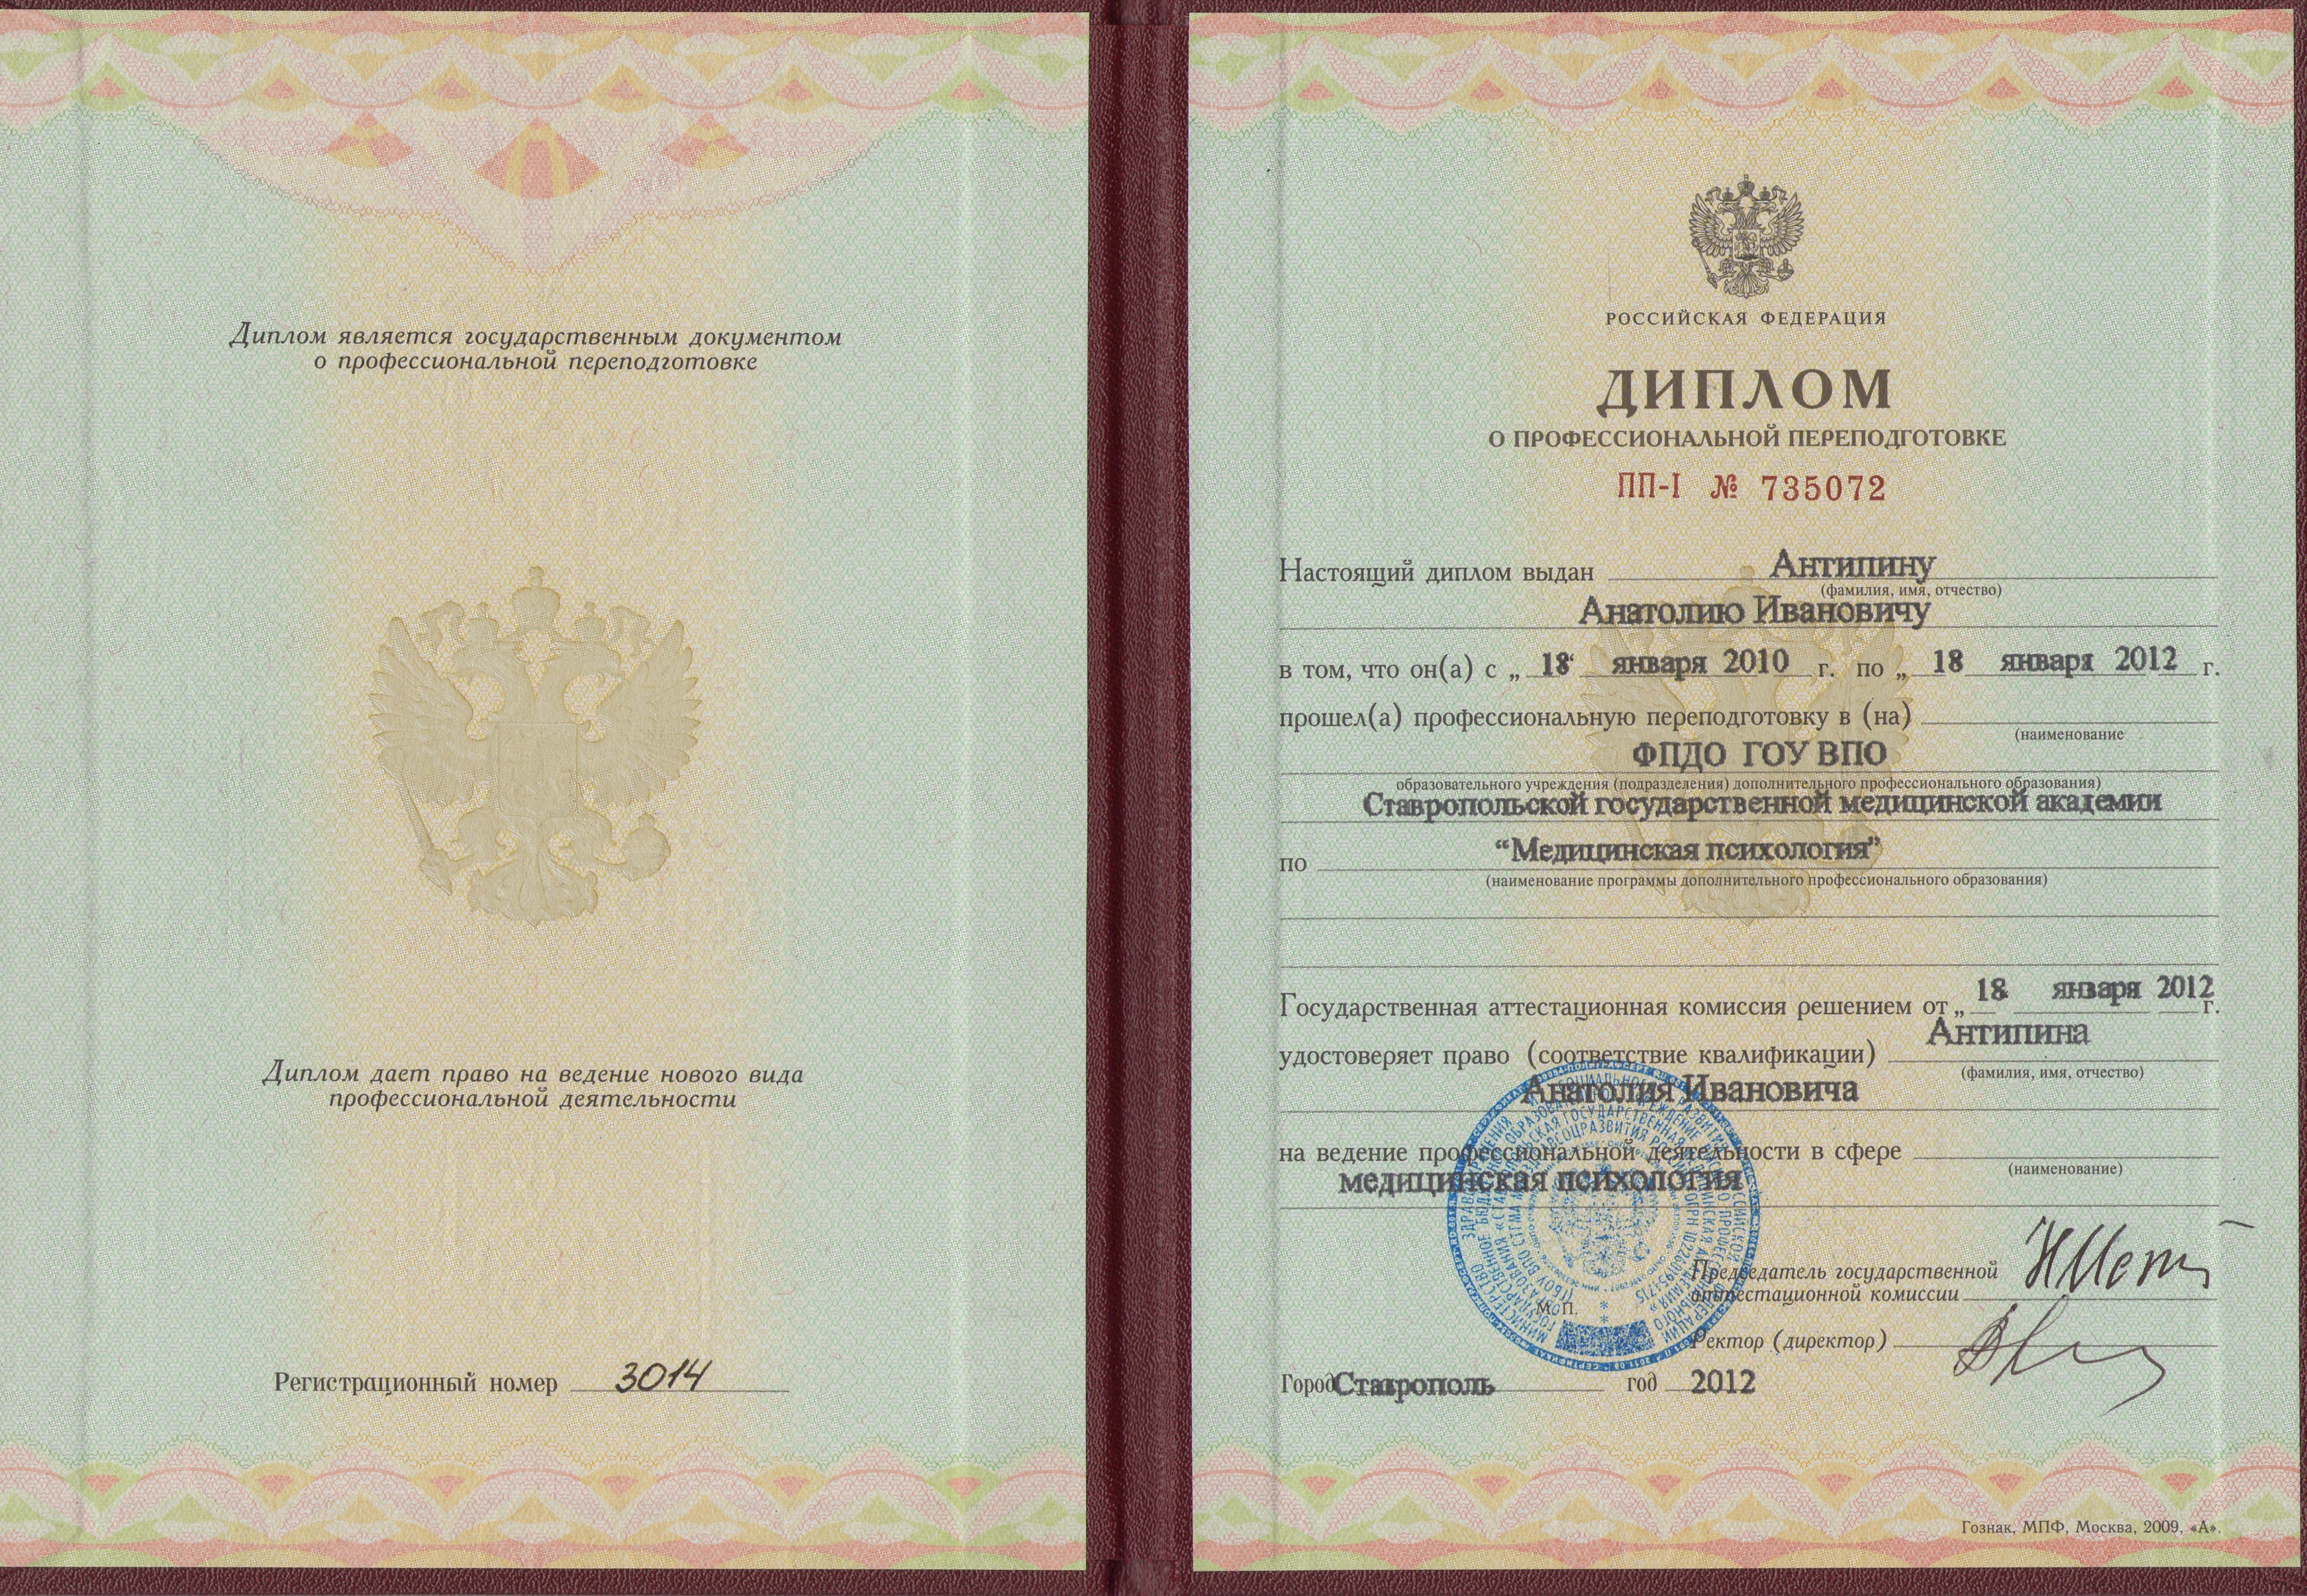 Диплом является государственным документом
о профессиональной переподготовке
Диплом дает право на ведение нового вида
профессиональной деятельности
Регистрационный номер 3014
РОССИЙСКАЯ ФЕДЕРАЦИЯ
ДИПЛОМ
О ПРОФЕССИОНАЛЬНОЙ ПЕРЕПОДГОТОВКЕ
ПП-I № 735072
Настоящий диплом выдан Антипину
(фамилия, имя, отчество)
Анатолию Ивановичу
в том, что он(а) с „ 18“ января 2010 г. по „ 18 января 2012 г.
прошел(а) профессиональную переподготовку в (на)
(наименование
ФПДО ГОУ ВПО
образовательного учреждения (подразделения) дополнительного профессионального образования)
Ставропольской государственной медицинской академии
по “Медицинская психология”
(наименование программы дополнительного профессионального образования)
Государственная аттестационная комиссия решением от „ 18 января 2012 г.
удостоверяет право (соответствие квалификации) Антипина
(фамилия, имя, отчество)
Анатолия Ивановича
на ведение профессиональной деятельности в сфере
(наименование)
медицинская психология
Председатель государственной
аттестационной комиссии
М.П.
Ректор (директор)
Город Ставрополь год 2012
Гознак, МПФ, Москва, 2009, «А».